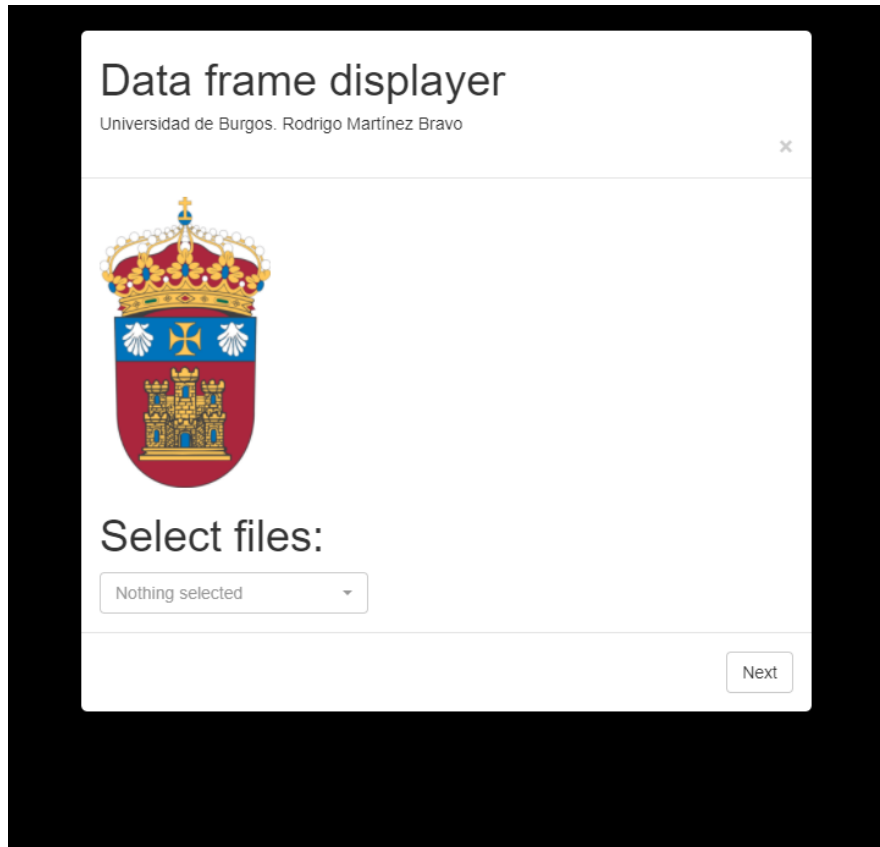 Data frame displayer
Universidad de Burgos. Rodrigo Martínez Bravo
×
Select files:
Nothing selected
Next